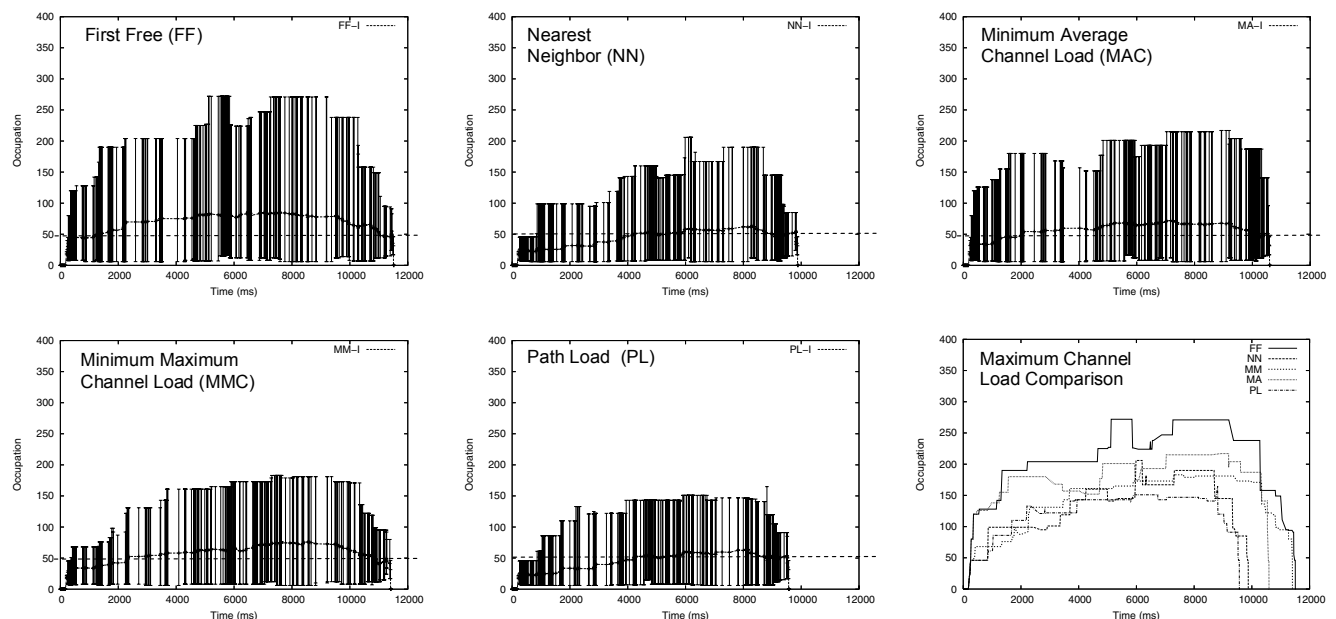 First Free (FF)
FF-I
Occupation
400
350
300
250
200
150
100
50
0
0 2000 4000 6000 8000 10000 12000
Time (ms)
Nearest
Neighbor (NN)
NN-I
Occupation
400
350
300
250
200
150
100
50
0
0 2000 4000 6000 8000 10000 12000
Time (ms)
Minimum Average
Channel Load (MAC)
MA-I
Occupation
400
350
300
250
200
150
100
50
0
0 2000 4000 6000 8000 10000 12000
Time (ms)
Minimum Maximum
Channel Load (MMC)
MM-I
Occupation
400
350
300
250
200
150
100
50
0
0 2000 4000 6000 8000 10000 12000
Time (ms)
Path Load (PL)
PL-I
Occupation
400
350
300
250
200
150
100
50
0
0 2000 4000 6000 8000 10000 12000
Time (ms)
Maximum Channel
Load Comparison
FF
NN
MM
MA
PL
Occupation
400
350
300
250
200
150
100
50
0
0 2000 4000 6000 8000 10000 12000
Time (ms)